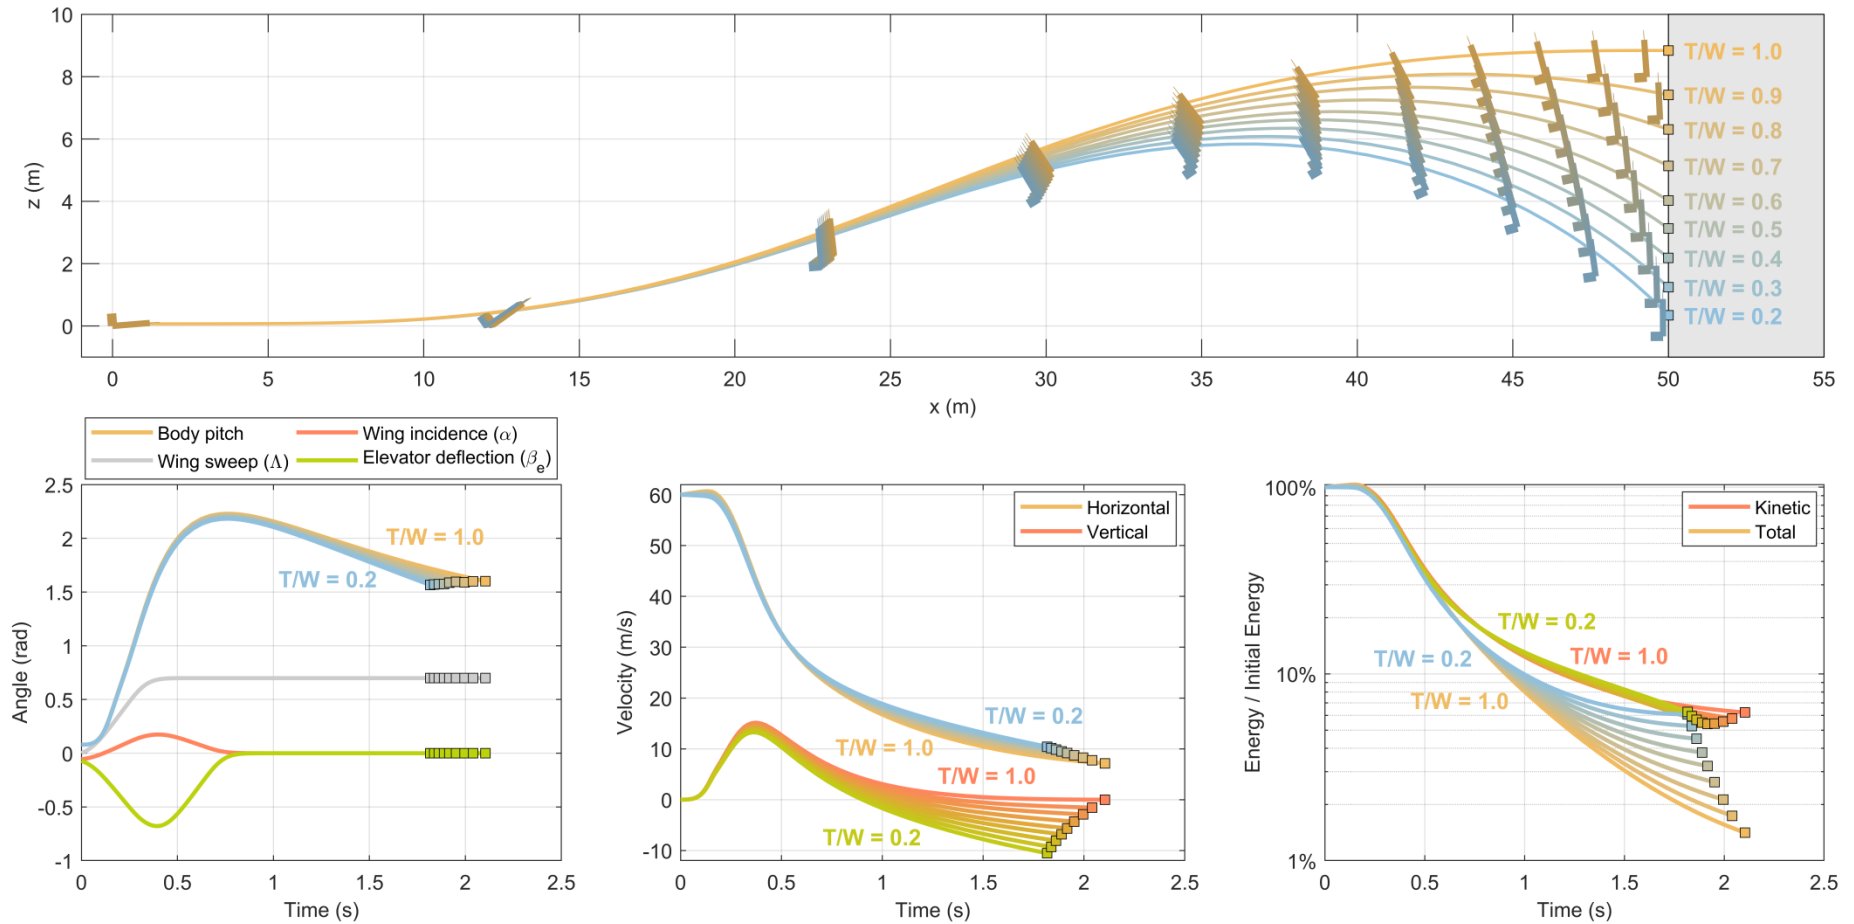 10
8
6
4
2
0
z (m)
T/W = 1.0
T/W = 0.9
T/W = 0.8
T/W = 0.7
T/W = 0.6
T/W = 0.5
T/W = 0.4
T/W = 0.3
T/W = 0.2
0 5 10 15 20 25 30 35 40 45 50 55
x (m)
Body pitch Wing incidence (α)
Wing sweep (Λ) Elevator deflection (βe)
2.5
2
1.5
1
0.5
0
-0.5
-1
Angle (rad)
T/W = 1.0
T/W = 0.2
0 0.5 1 1.5 2 2.5
Time (s)
60
50
40
30
20
10
0
-10
Velocity (m/s)
Horizontal
Vertical
T/W = 0.2
T/W = 1.0
T/W = 1.0
T/W = 0.2
0 0.5 1 1.5 2 2.5
Time (s)
100%
10%
1%
Energy / Initial Energy
Kinetic
Total
T/W = 0.2
T/W = 0.2
T/W = 1.0
T/W = 1.0
0 0.5 1 1.5 2 2.5
Time (s)